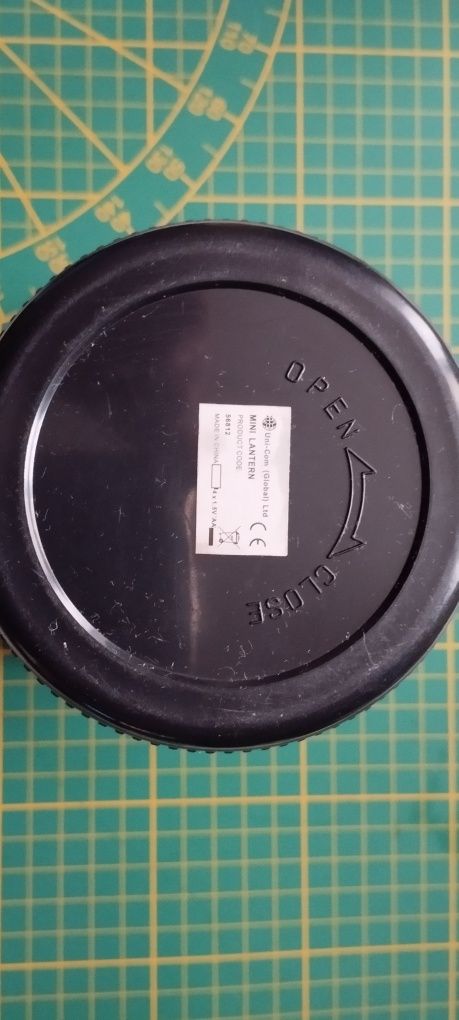 OPEN
CLOSE
Uni-Com (Global) Ltd
MINI LANTERN
PRODUCT CODE
56812
MADE IN CHINA
4 x 1.5V 'AA'
CE